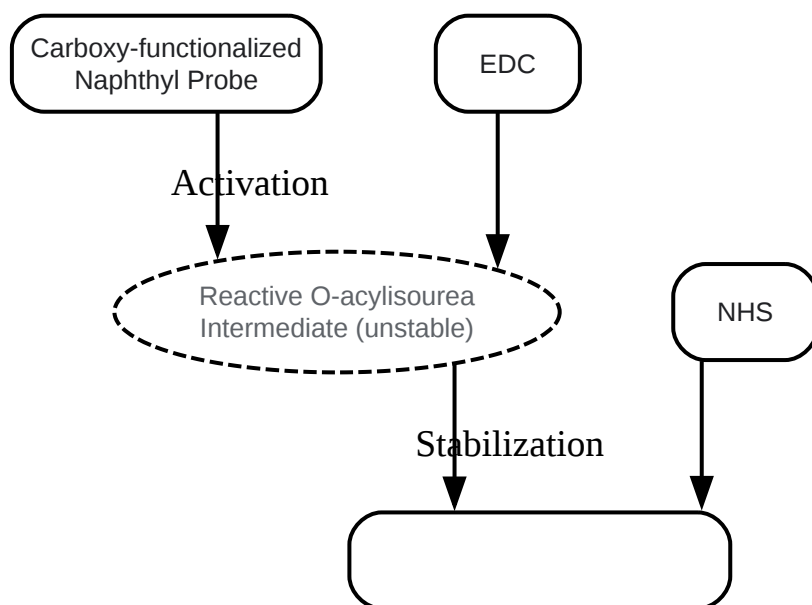 Carboxy-functionalized
Naphthyl Probe
EDC
Activation
Reactive O-acylisourea
Intermediate (unstable)
NHS
Stabilization